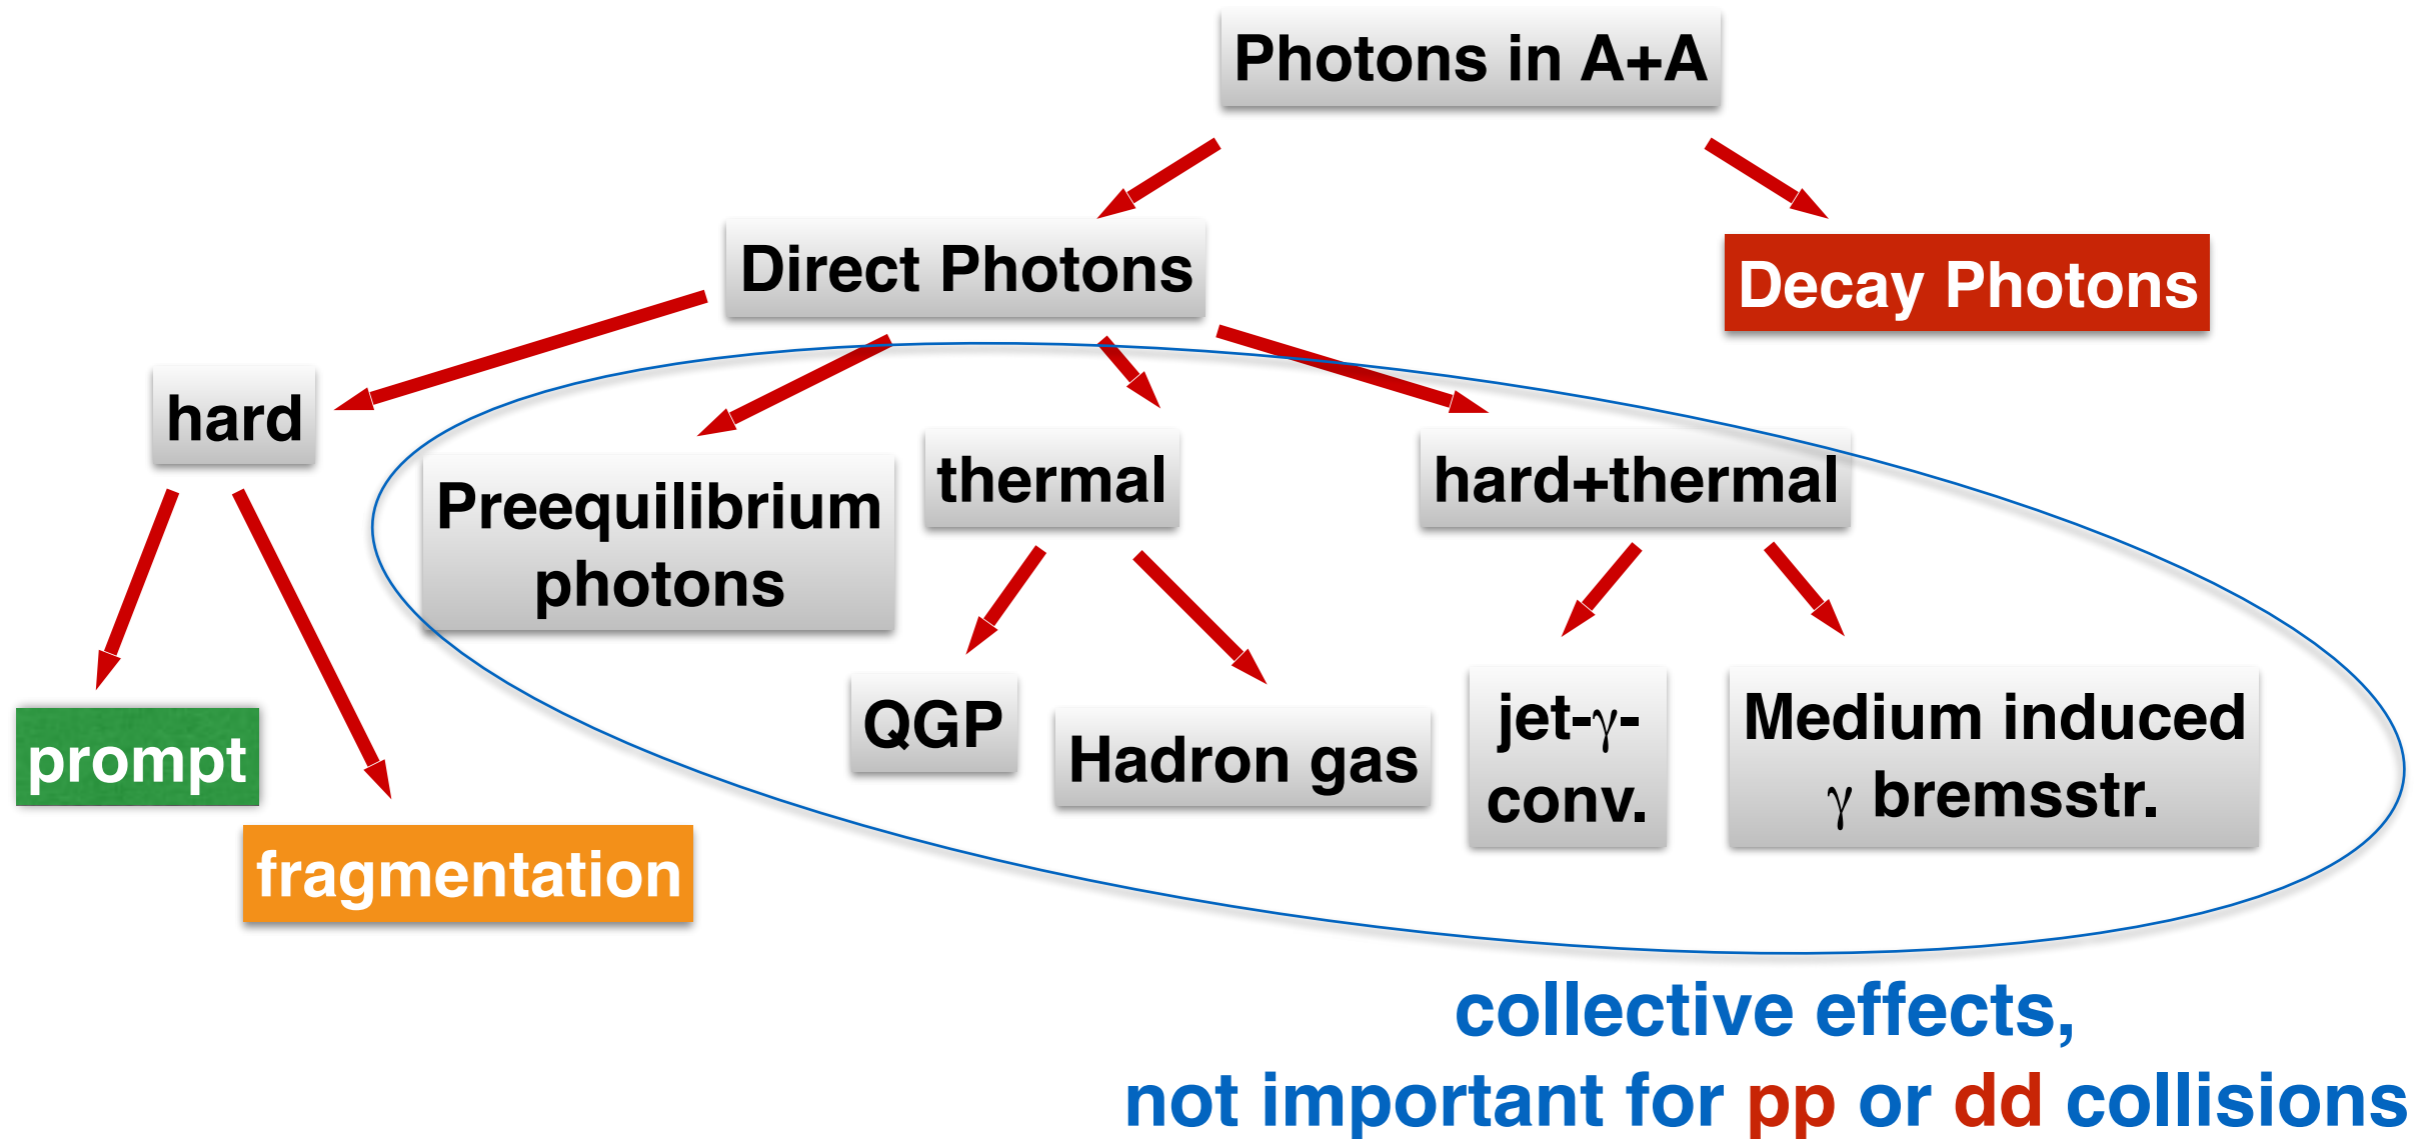 Photons in A+A
Direct Photons
Decay Photons
hard
Preequilibrium
photons
thermal
hard+thermal
prompt
fragmentation
QGP
Hadron gas
jet-γ-
conv.
Medium induced
γ bremsstr.
collective effects,
not important for pp or dd collisions